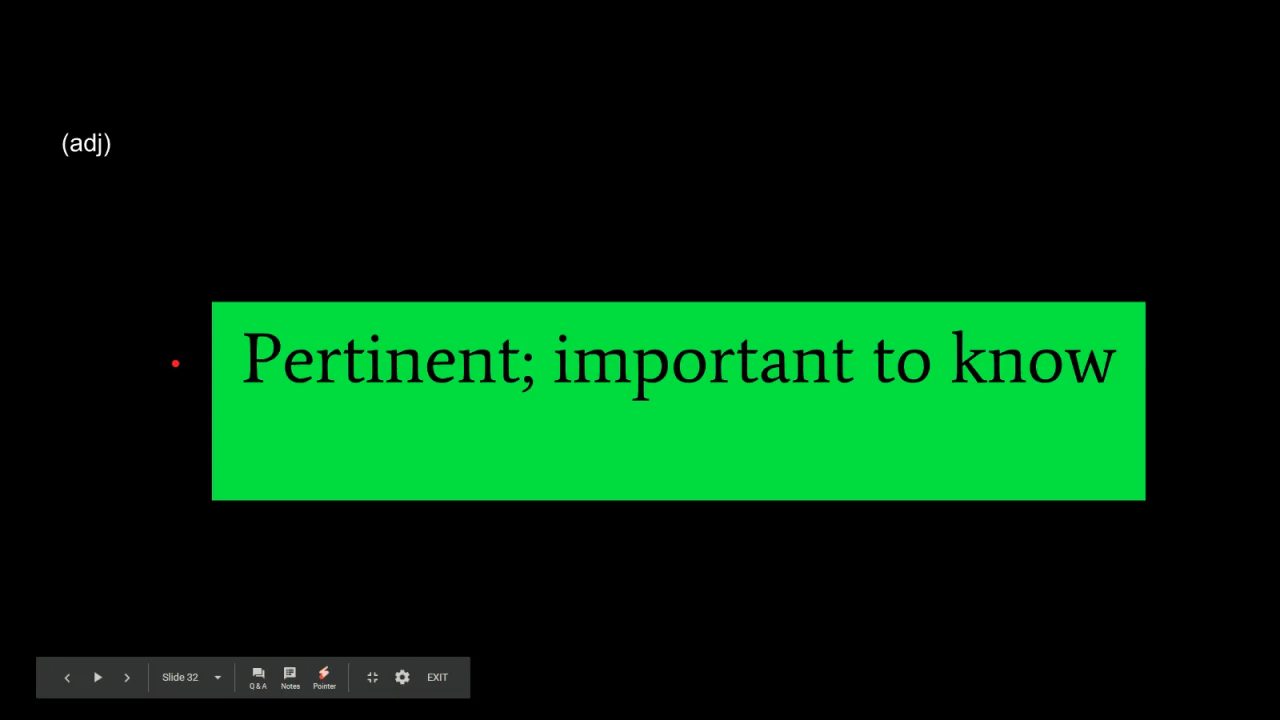 (adj)
Pertinent; important to know
Slide 32
Q & A
Notes
Pointer
EXIT